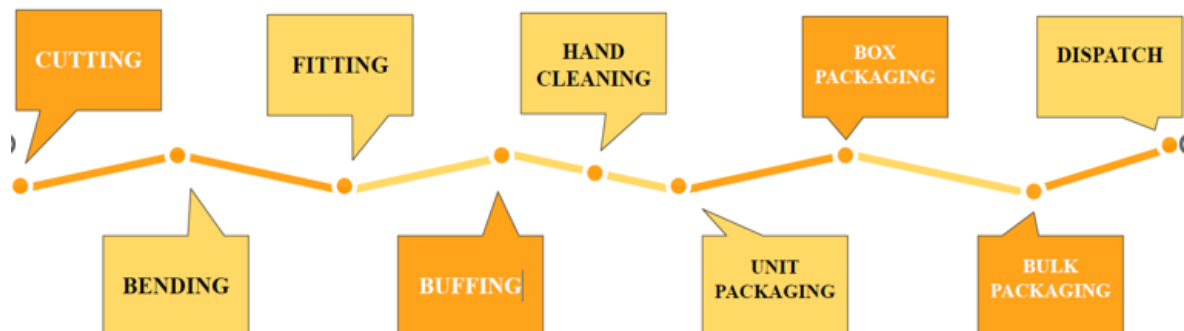 CUTTING
BENDING
FITTING
BUFFING
HAND
CLEANING
UNIT
PACKAGING
BOX
PACKAGING
BULK
PACKAGING
DISPATCH